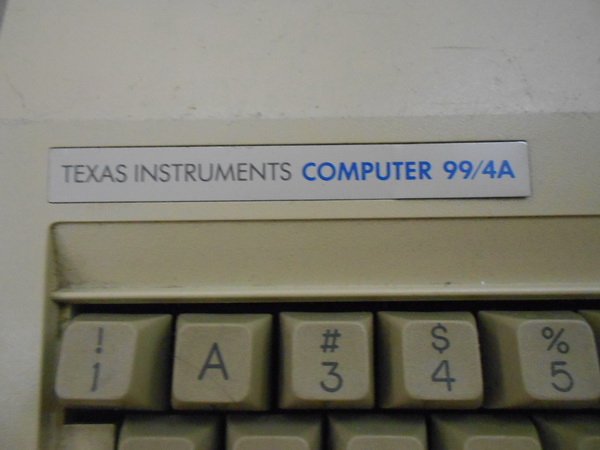 TEXAS INSTRUMENTS COMPUTER 99/4A
! # $ %
1 A 3 4 5